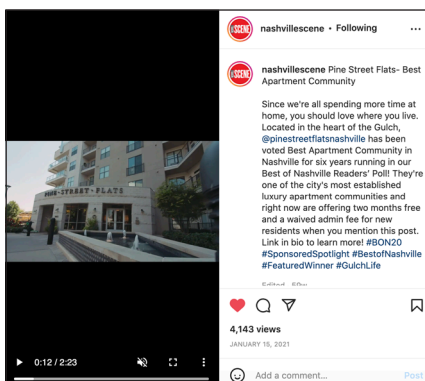 SCENE
nashvillescene • Following
SCENE
nashvillescene Pine Street Flats- Best
Apartment Community
Since we're all spending more time at
home, you should love where you live.
Located in the heart of the Gulch,
@pinestreetflatsnashville has been
voted Best Apartment Community in
Nashville for six years running in our
Best of Nashville Readers' Poll! They're
one of the city's most established
luxury apartment communities and
right now are offering two months free
and a waived admin fee for new
residents when you mention this post.
Link in bio to learn more! #BON20
#SponsoredSpotlight #BestofNashville
#FeaturedWinner #GulchLife
Edited · 59w
PINE·STREET·FLATS
4,143 views
JANUARY 15, 2021
0:12 / 2:23
Add a comment...
Post